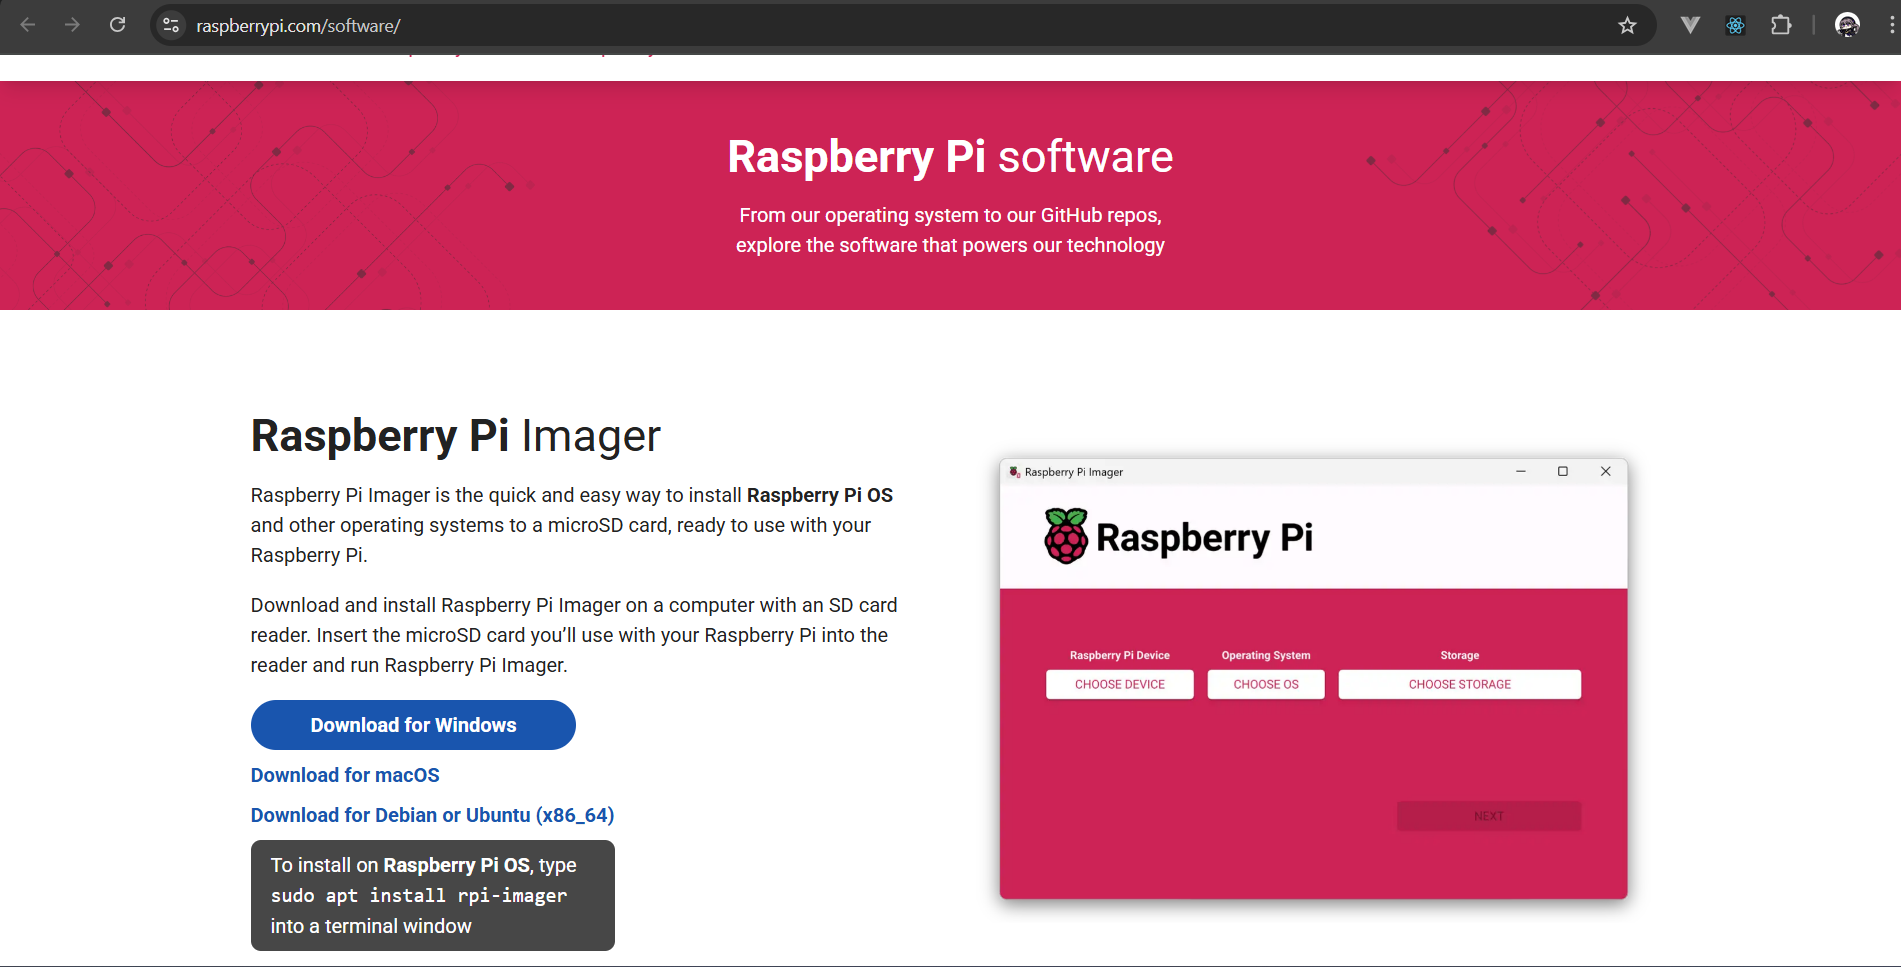 raspberrypi.com/software/
Raspberry Pi software
From our operating system to our GitHub repos,
explore the software that powers our technology
Raspberry Pi Imager
Raspberry Pi Imager is the quick and easy way to install Raspberry Pi OS
and other operating systems to a microSD card, ready to use with your
Raspberry Pi.
Download and install Raspberry Pi Imager on a computer with an SD card
reader. Insert the microSD card you’ll use with your Raspberry Pi into the
reader and run Raspberry Pi Imager.
Download for Windows
Download for macOS
Download for Debian or Ubuntu (x86_64)
To install on Raspberry Pi OS, type
sudo apt install rpi-imager
into a terminal window
Raspberry Pi Imager
Raspberry Pi
Raspberry Pi Device
Operating System
Storage
CHOOSE DEVICE
CHOOSE OS
CHOOSE STORAGE
NEXT